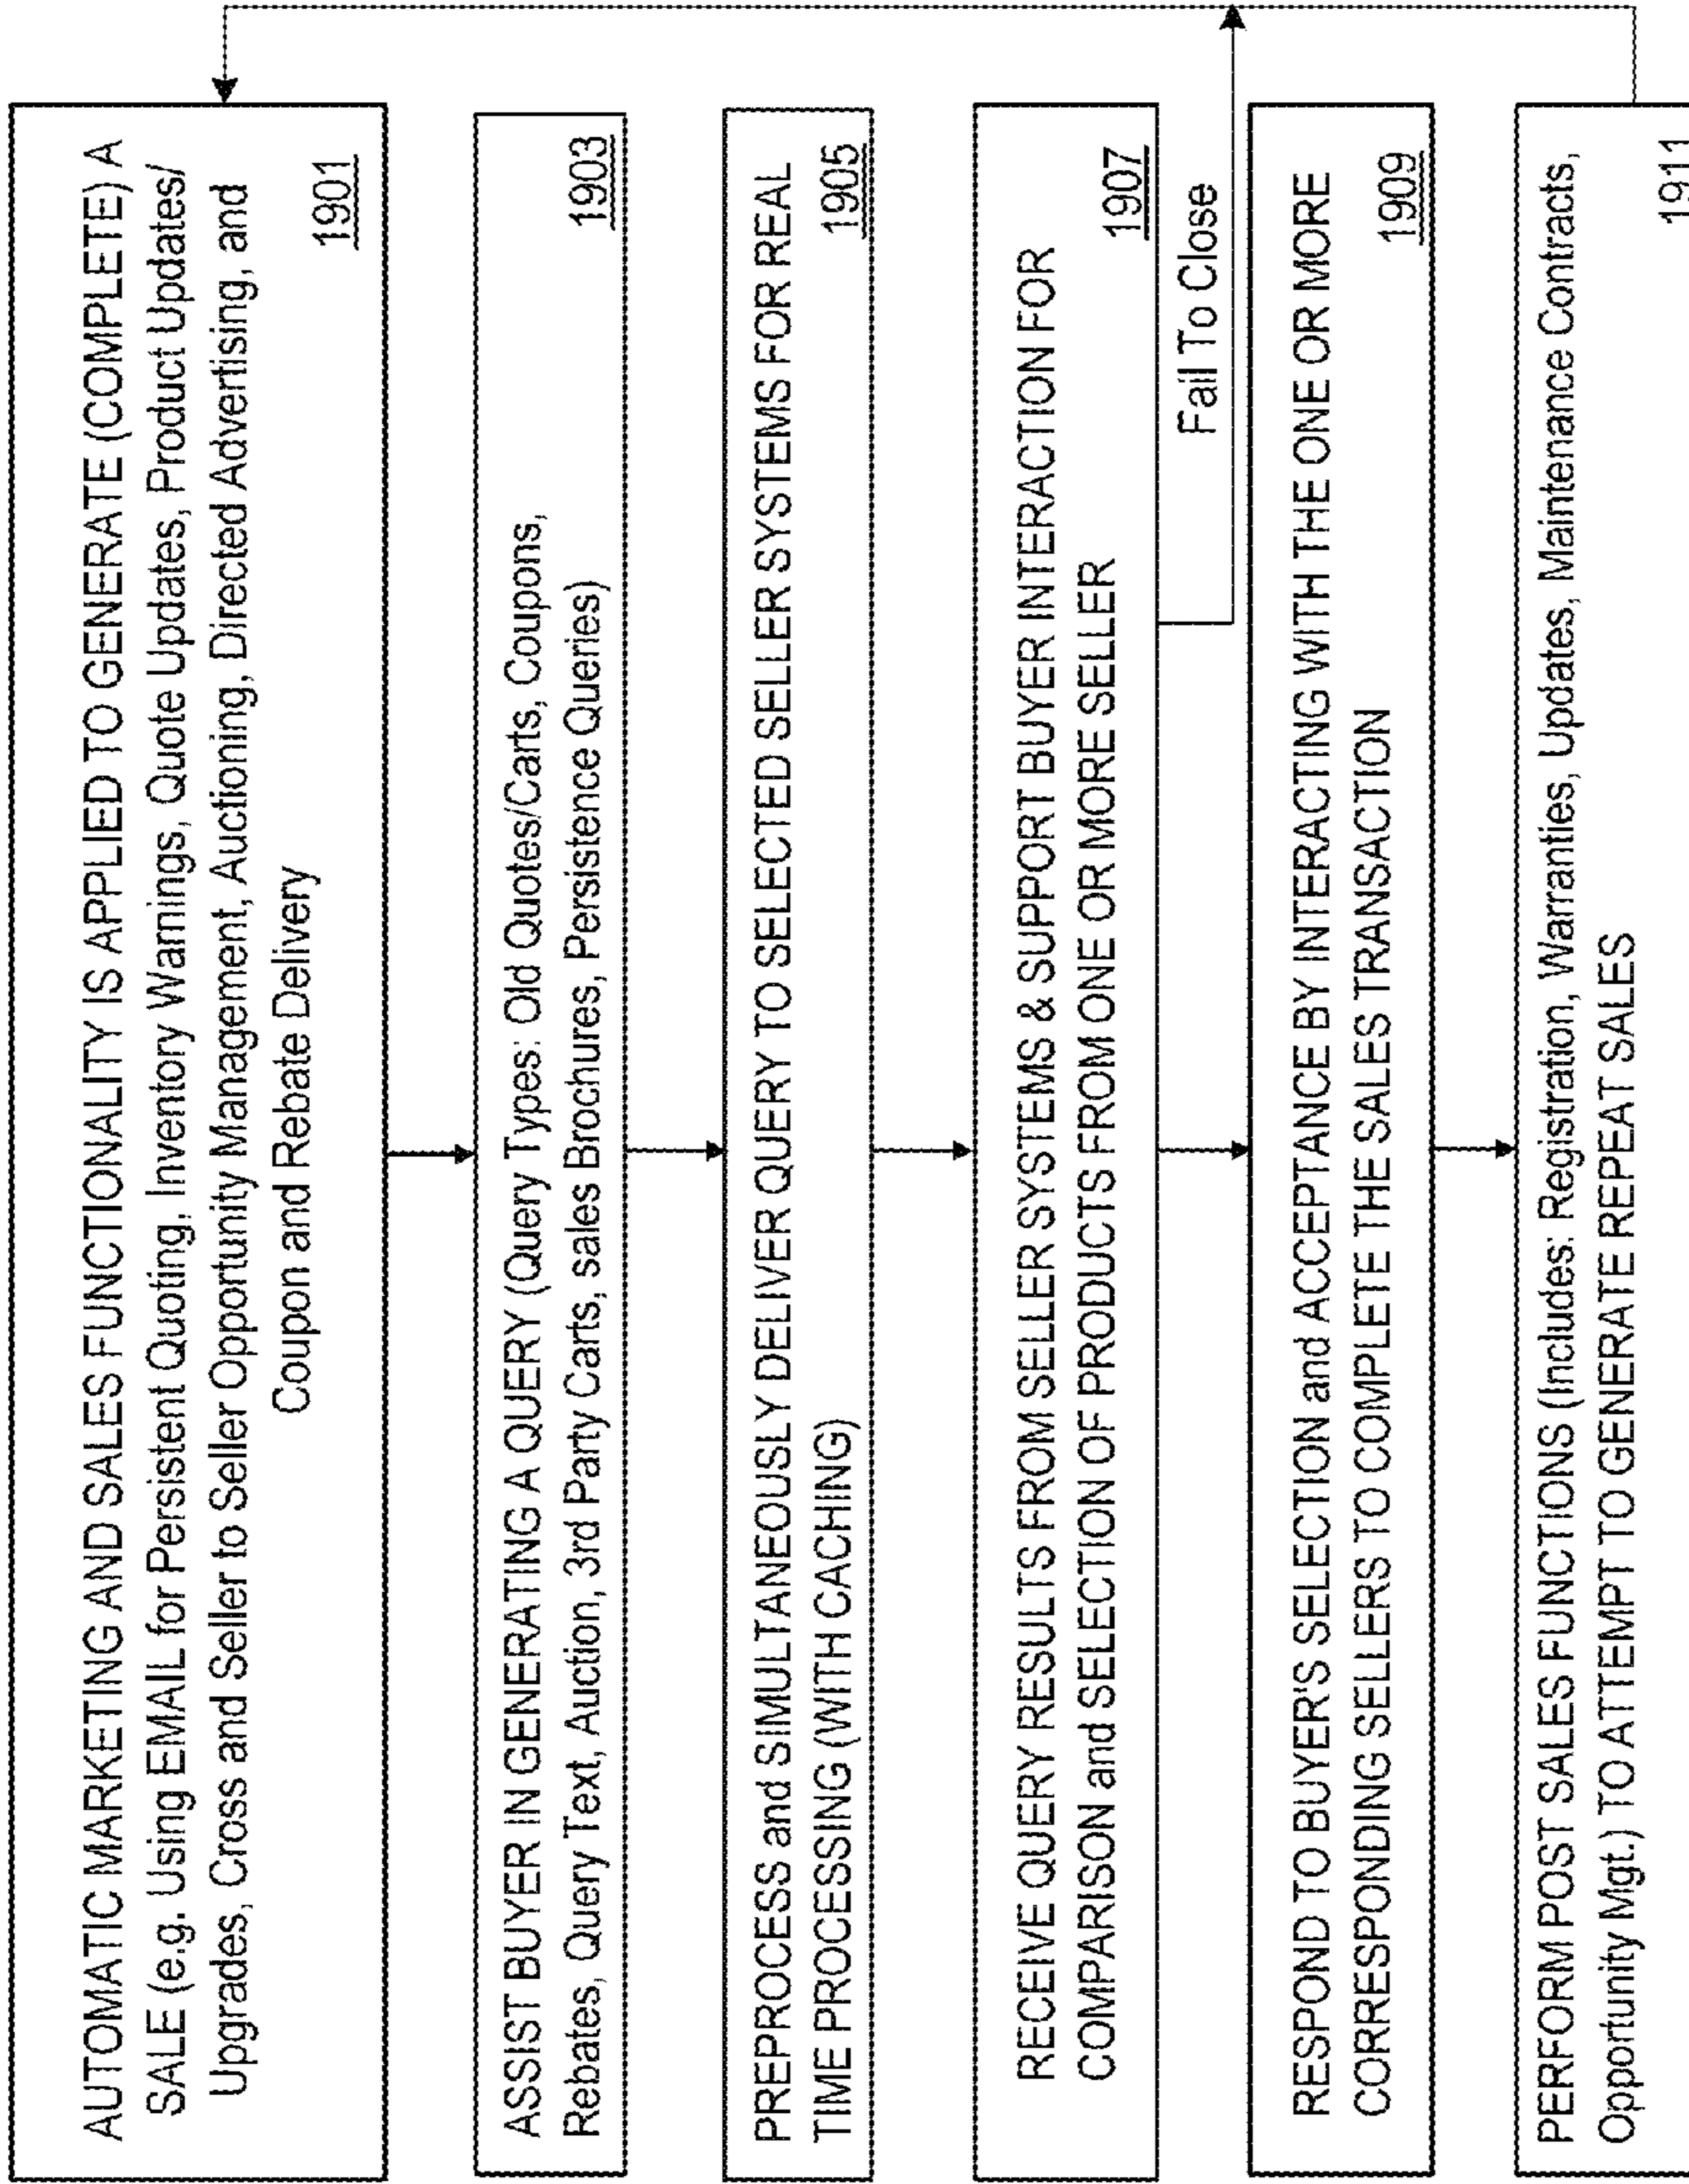 AUTOMATIC MARKETING AND SALES FUNCTIONALITY IS APPLIED TO GENERATE (COMPLETE) A
SALE (e.g. Using EMAIL for Persistent Quoting, Inventory Warnings, Quote Updates, Product Updates/
Upgrades, Cross and Seller to Seller Opportunity Management, Auctioning, Directed Advertising, and
Coupon and Rebate Delivery
1901
ASSIST BUYER IN GENERATING A QUERY (Query Types: Old Quotes/Carts, Coupons,
Rebates, Query Text, Auction, 3rd Party Carts, sales Brochures, Persistence Queries)
1903
PREPROCESS and SIMULTANEOUSLY DELIVER QUERY TO SELECTED SELLER SYSTEMS FOR REAL
TIME PROCESSING (WITH CACHING)
1905
RECEIVE QUERY RESULTS FROM SELLER SYSTEMS & SUPPORT BUYER INTERACTION FOR
COMPARISON and SELECTION OF PRODUCTS FROM ONE OR MORE SELLER
1907
Fail To Close
RESPOND TO BUYER'S SELECTION and ACCEPTANCE BY INTERACTING WITH THE ONE OR MORE
CORRESPONDING SELLERS TO COMPLETE THE SALES TRANSACTION
1909
PERFORM POST SALES FUNCTIONS (Includes: Registration, Warranties, Updates, Maintenance Contracts,
Opportunity Mgt.) TO ATTEMPT TO GENERATE REPEAT SALES
1911